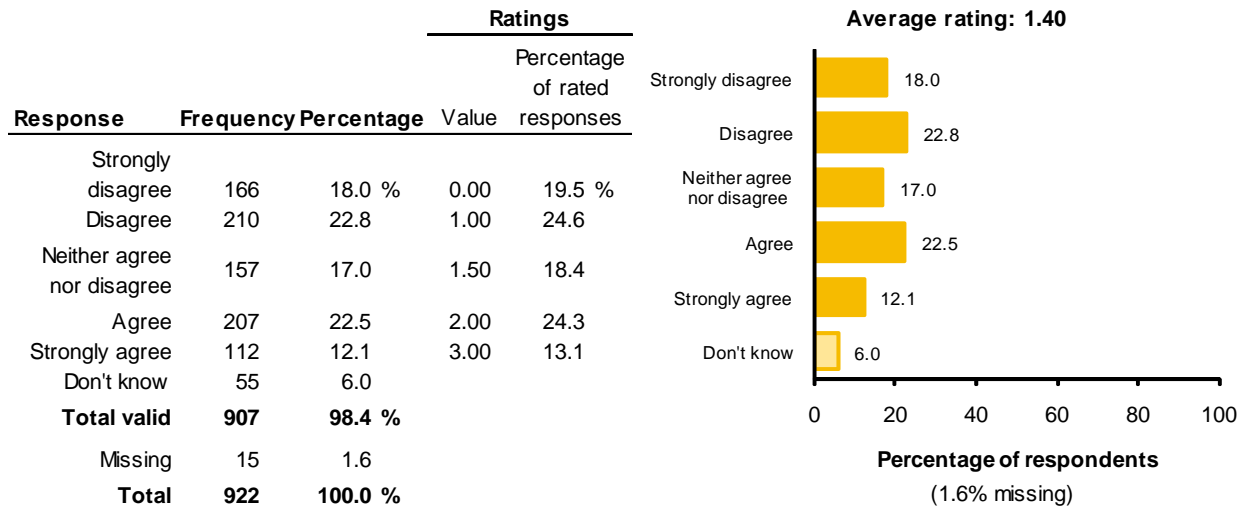 Ratings
Response Frequency Percentage Value Percentage of rated responses
Strongly disagree 166 18.0 % 0.00 19.5 %
Disagree 210 22.8 1.00 24.6
Neither agree nor disagree 157 17.0 1.50 18.4
Agree 207 22.5 2.00 24.3
Strongly agree 112 12.1 3.00 13.1
Don't know 55 6.0
Total valid 907 98.4 %
Missing 15 1.6
Total 922 100.0 %
Average rating: 1.40
Strongly disagree 18.0
Disagree 22.8
Neither agree
nor disagree 17.0
Agree 22.5
Strongly agree 12.1
Don't know 6.0
0 20 40 60 80 100
Percentage of respondents
(1.6% missing)